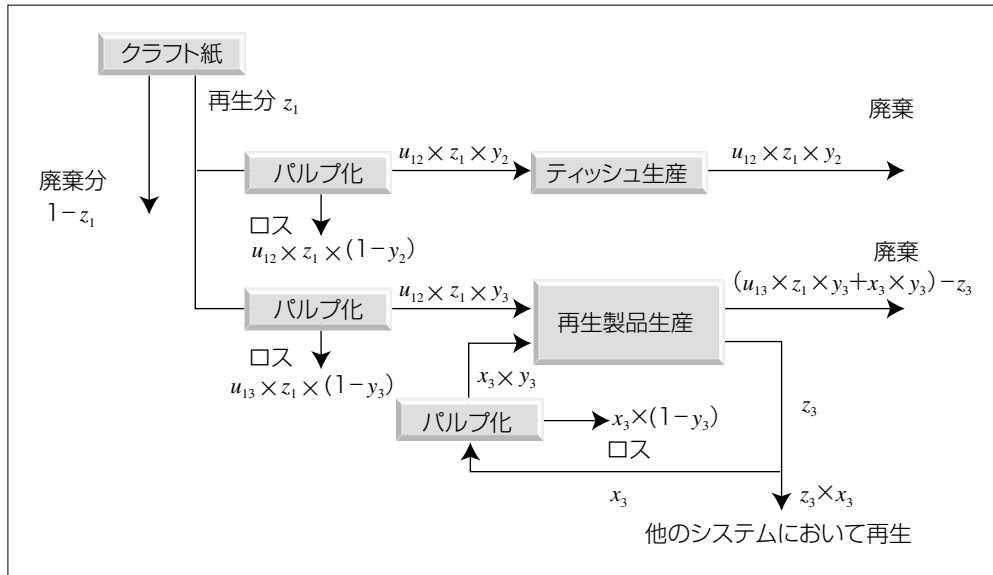 クラフト紙
再生分 z₁
廃棄
パルプ化
u₁₂×z₁×y₂
ティッシュ生産
u₁₂×z₁×y₂
廃棄分
1−z₁
ロス
u₁₂×z₁×(1−y₂)
廃棄
パルプ化
u₁₂×z₁×y₃
再生製品生産
(u₁₃×z₁×y₃+x₃×y₃)−z₃
ロス
u₁₃×z₁×(1−y₃)
x₃×y₃
z₃
パルプ化
x₃×(1−y₃)
ロス
x₃
z₃×x₃
他のシステムにおいて再生